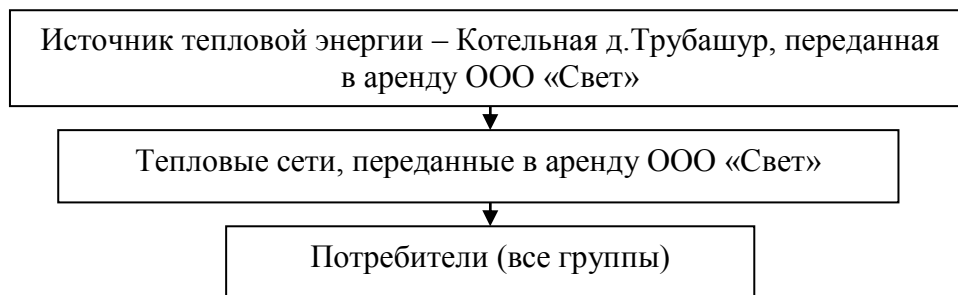 Источник тепловой энергии – Котельная д.Трубашур, переданная
в аренду ООО «Свет»
Тепловые сети, переданные в аренду ООО «Свет»
Потребители (все группы)